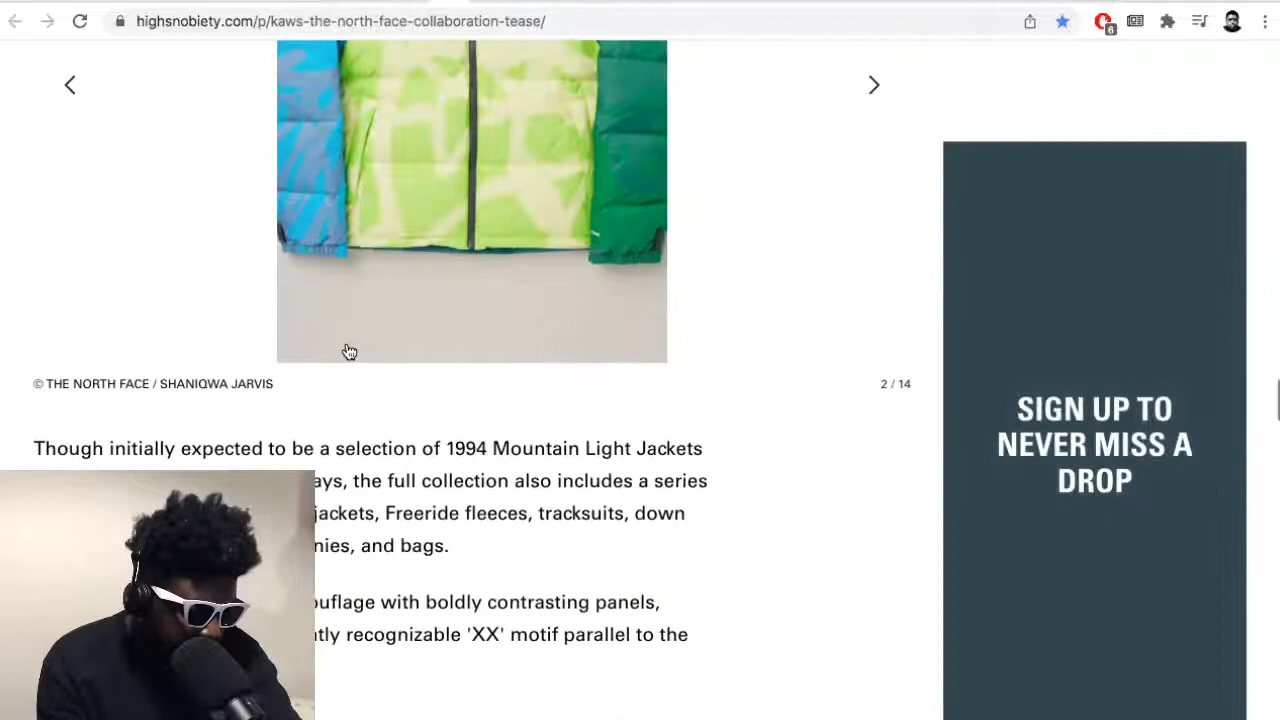 highsnobiety.com/p/kaws-the-north-face-collaboration-tease/
6
© THE NORTH FACE / SHANIQWA JARVIS
2 / 14
Though initially expected to be a selection of 1994 Mountain Light Jackets
ays, the full collection also includes a series
jackets, Freeride fleeces, tracksuits, down
nies, and bags.
ouflage with boldly contrasting panels,
tly recognizable 'XX' motif parallel to the
SIGN UP TO
NEVER MISS A
DROP